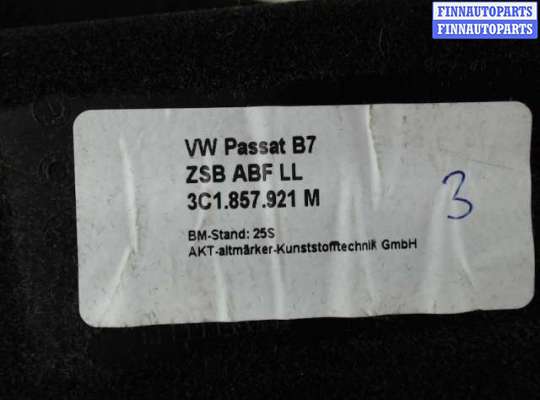 FINNAUTOPARTS
FINNAUTOPARTS
VW Passat B7
ZSB ABF LL
3C1.857.921 M
3
BM-Stand: 25S
AKT-altmärker-Kunststofftechnik GmbH